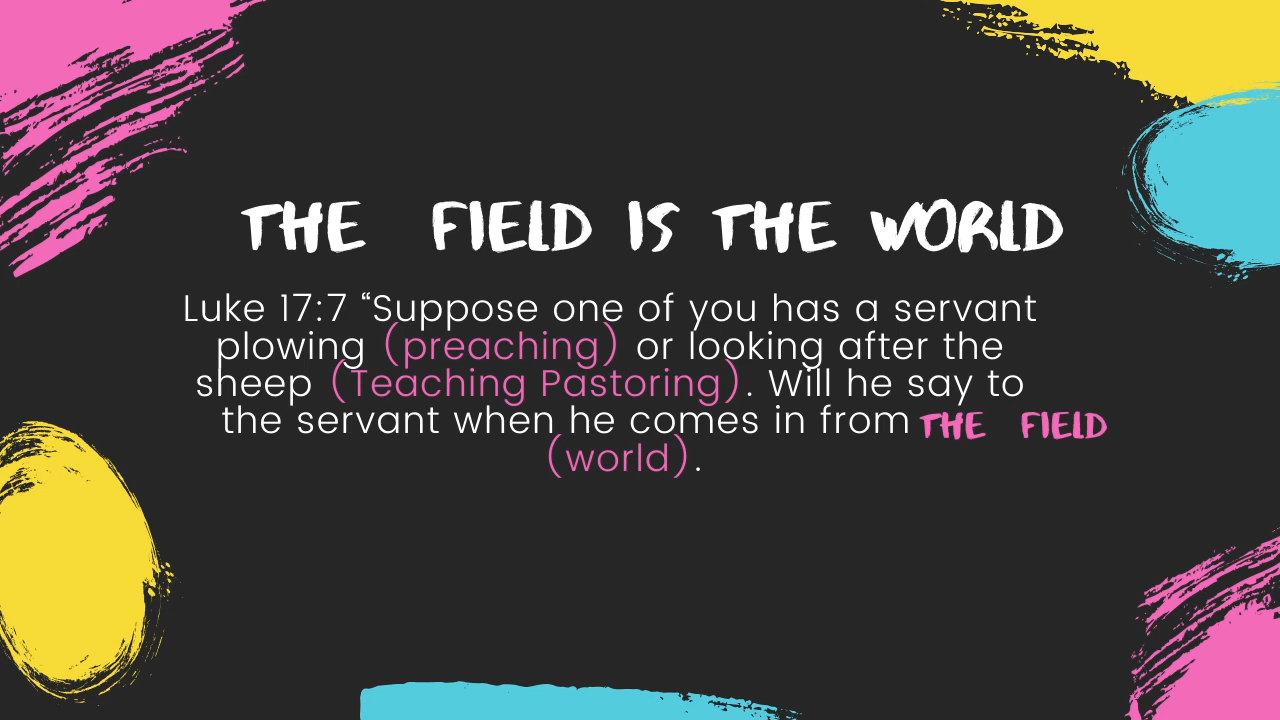 THE FIELD IS THE WORLD
Luke 17:7 “Suppose one of you has a servant
plowing (preaching) or looking after the
sheep (Teaching Pastoring). Will he say to
the servant when he comes in from THE FIELD
(world).